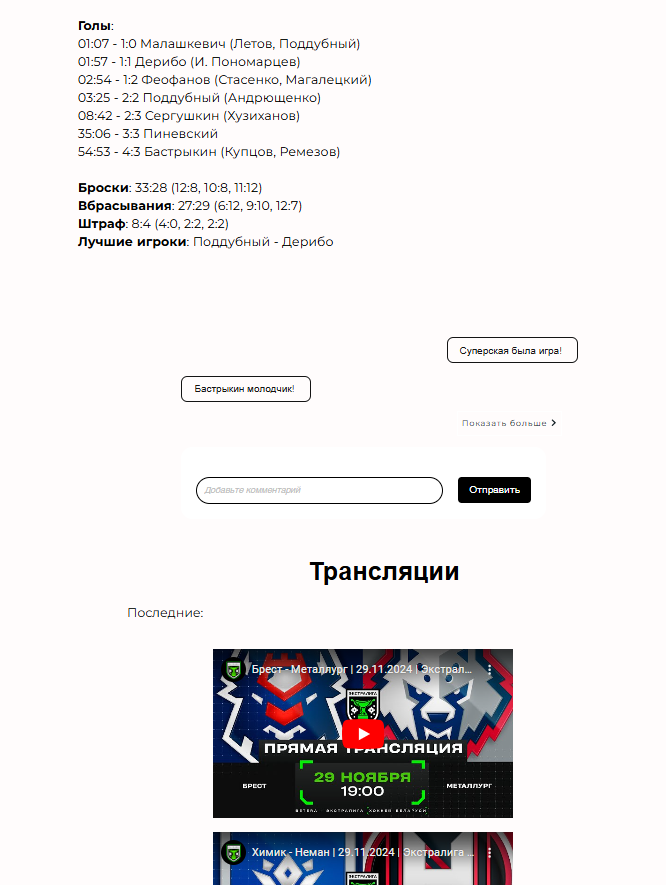 Голы:
01:07 - 1:0 Малашкевич (Летов, Поддубный)
01:57 - 1:1 Дерибо (И. Пономарцев)
02:54 - 1:2 Феофанов (Стасенко, Магалецкий)
03:25 - 2:2 Поддубный (Андрющенко)
08:42 - 2:3 Сергушкин (Хузиханов)
35:06 - 3:3 Пиневский
54:53 - 4:3 Бастрыкин (Купцов, Ремезов)
Броски: 33:28 (12:8, 10:8, 11:12)
Вбрасывания: 27:29 (6:12, 9:10, 12:7)
Штраф: 8:4 (4:0, 2:2, 2:2)
Лучшие игроки: Поддубный - Дерибо
Суперская была игра!
Бастрыкин молодчик!
Показать больше
Добавьте комментарий
Отправить
Трансляции
Последние:
Брест - Металлург | 29.11.2024 | Экстрал...
ЭКСТРАЛИГА
ПРЯМАЯ ТРАНСЛЯЦИЯ
29 НОЯБРЯ
19:00
БРЕСТ
МЕТАЛЛУРГ
ЭКСТРАЛИГА
Химик - Неман | 29.11.2024 | Экстралига ...
ЭКСТРАЛИГА